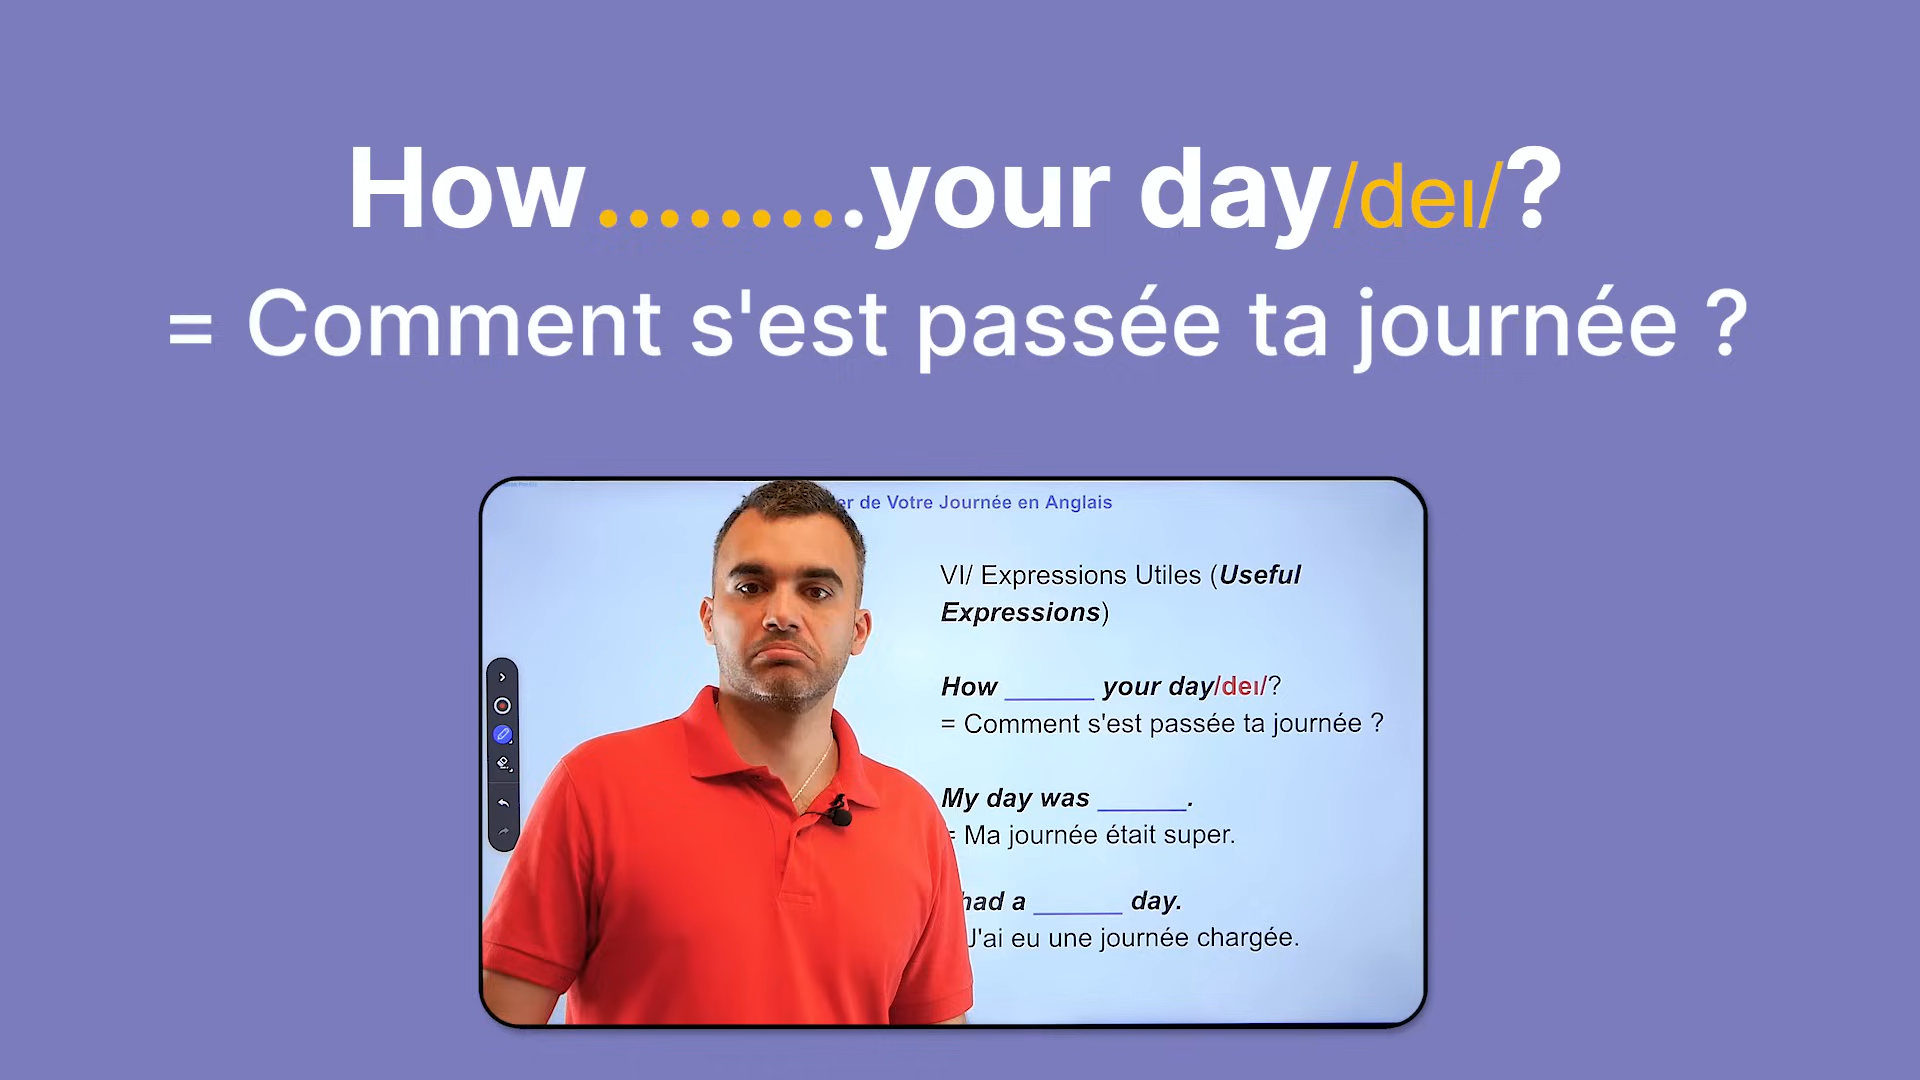 How.........your day/deɪ/?
= Comment s'est passée ta journée ?
de Votre Journée en Anglais
VI/ Expressions Utiles (Useful
Expressions)
How ______ your day/deɪ/?
= Comment s'est passée ta journée ?
My day was ______.
= Ma journée était super.
had a ______ day.
J'ai eu une journée chargée.